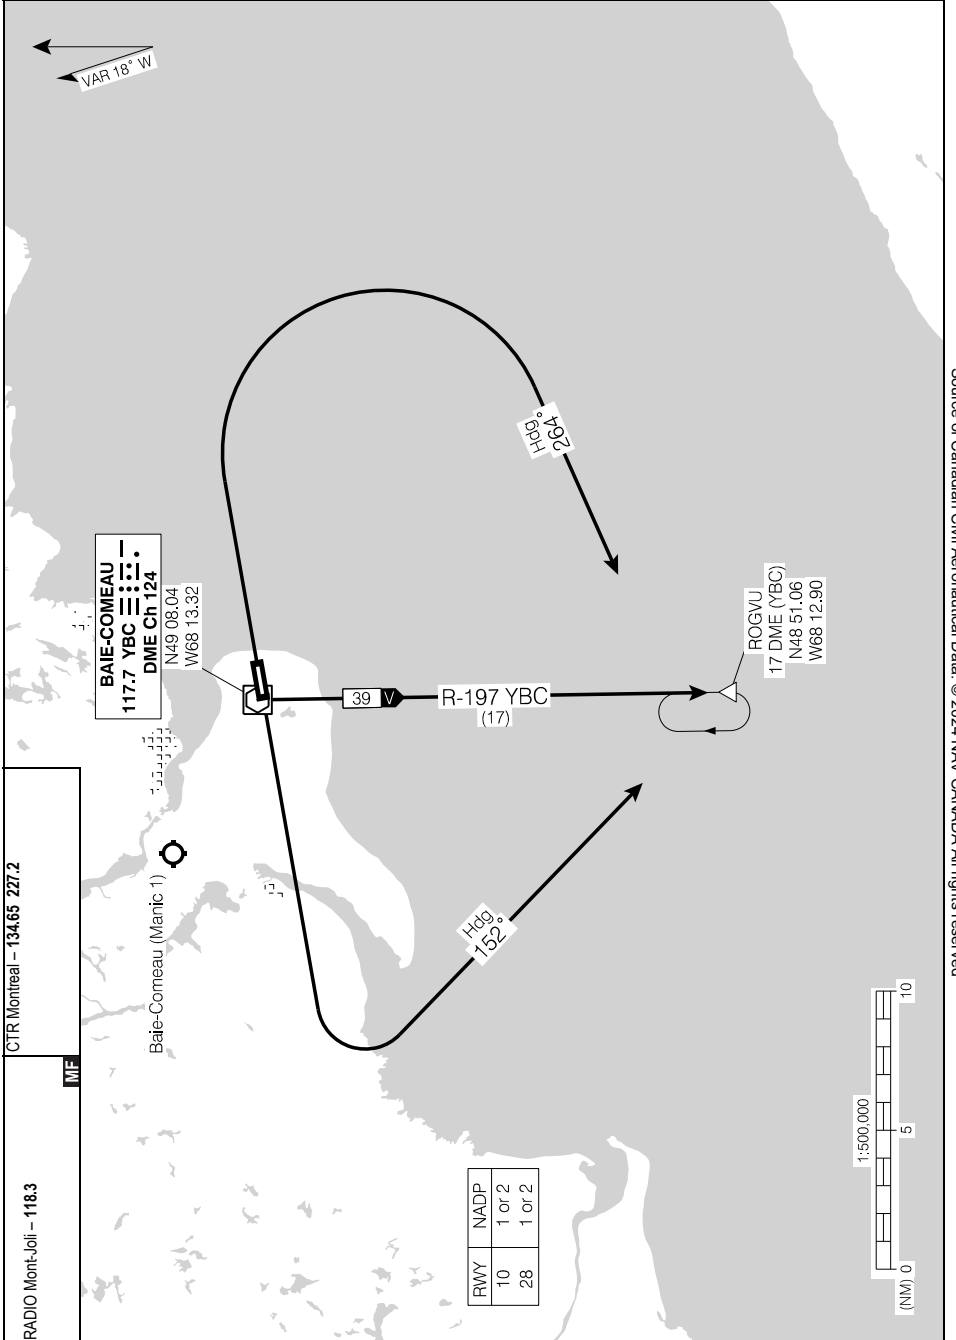 RADIO Mont-Joli – 118.3
MF
CTR Montreal – 134.65 227.2
VAR 18° W
BAIE-COMEAU
117.7 YBC
DME Ch 124
N49 08.04
W68 13.32
Baie-Comeau (Manic 1)
39 V
R-197 YBC
(17)
Hdg
264°
Hdg
152°
ROGVU
17 DME (YBC)
N48 51.06
W68 12.90
RWY NADP
10 1 or 2
28 1 or 2
1:500,000
(NM) 0 5 10
Source of Canadian Civil Aeronautical Data: © 2024 NAV CANADA All rights reserved